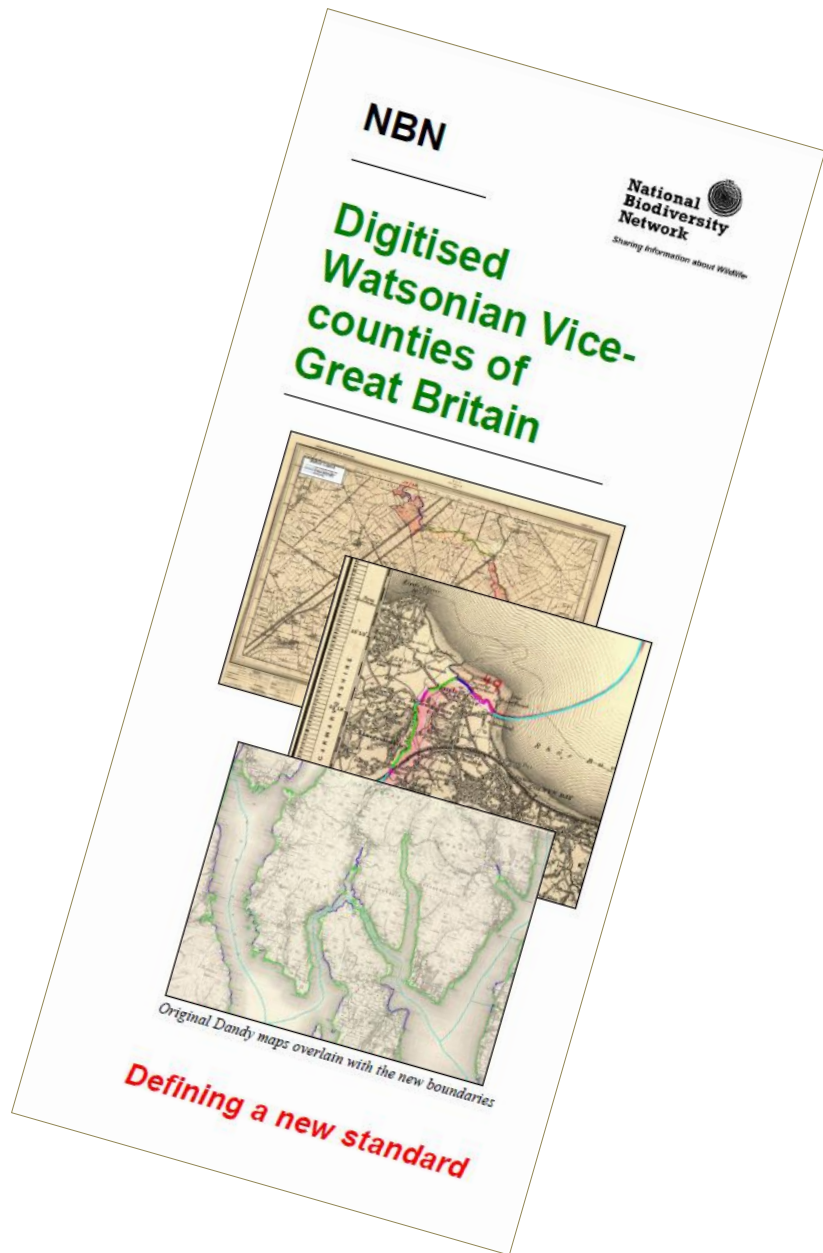 NBN
National
Biodiversity
Network
Sharing Information about Wildlife
Digitised
Watsonian Vice-
counties of
Great Britain
49
Original Dandy maps overlain with the new boundaries
Defining a new standard